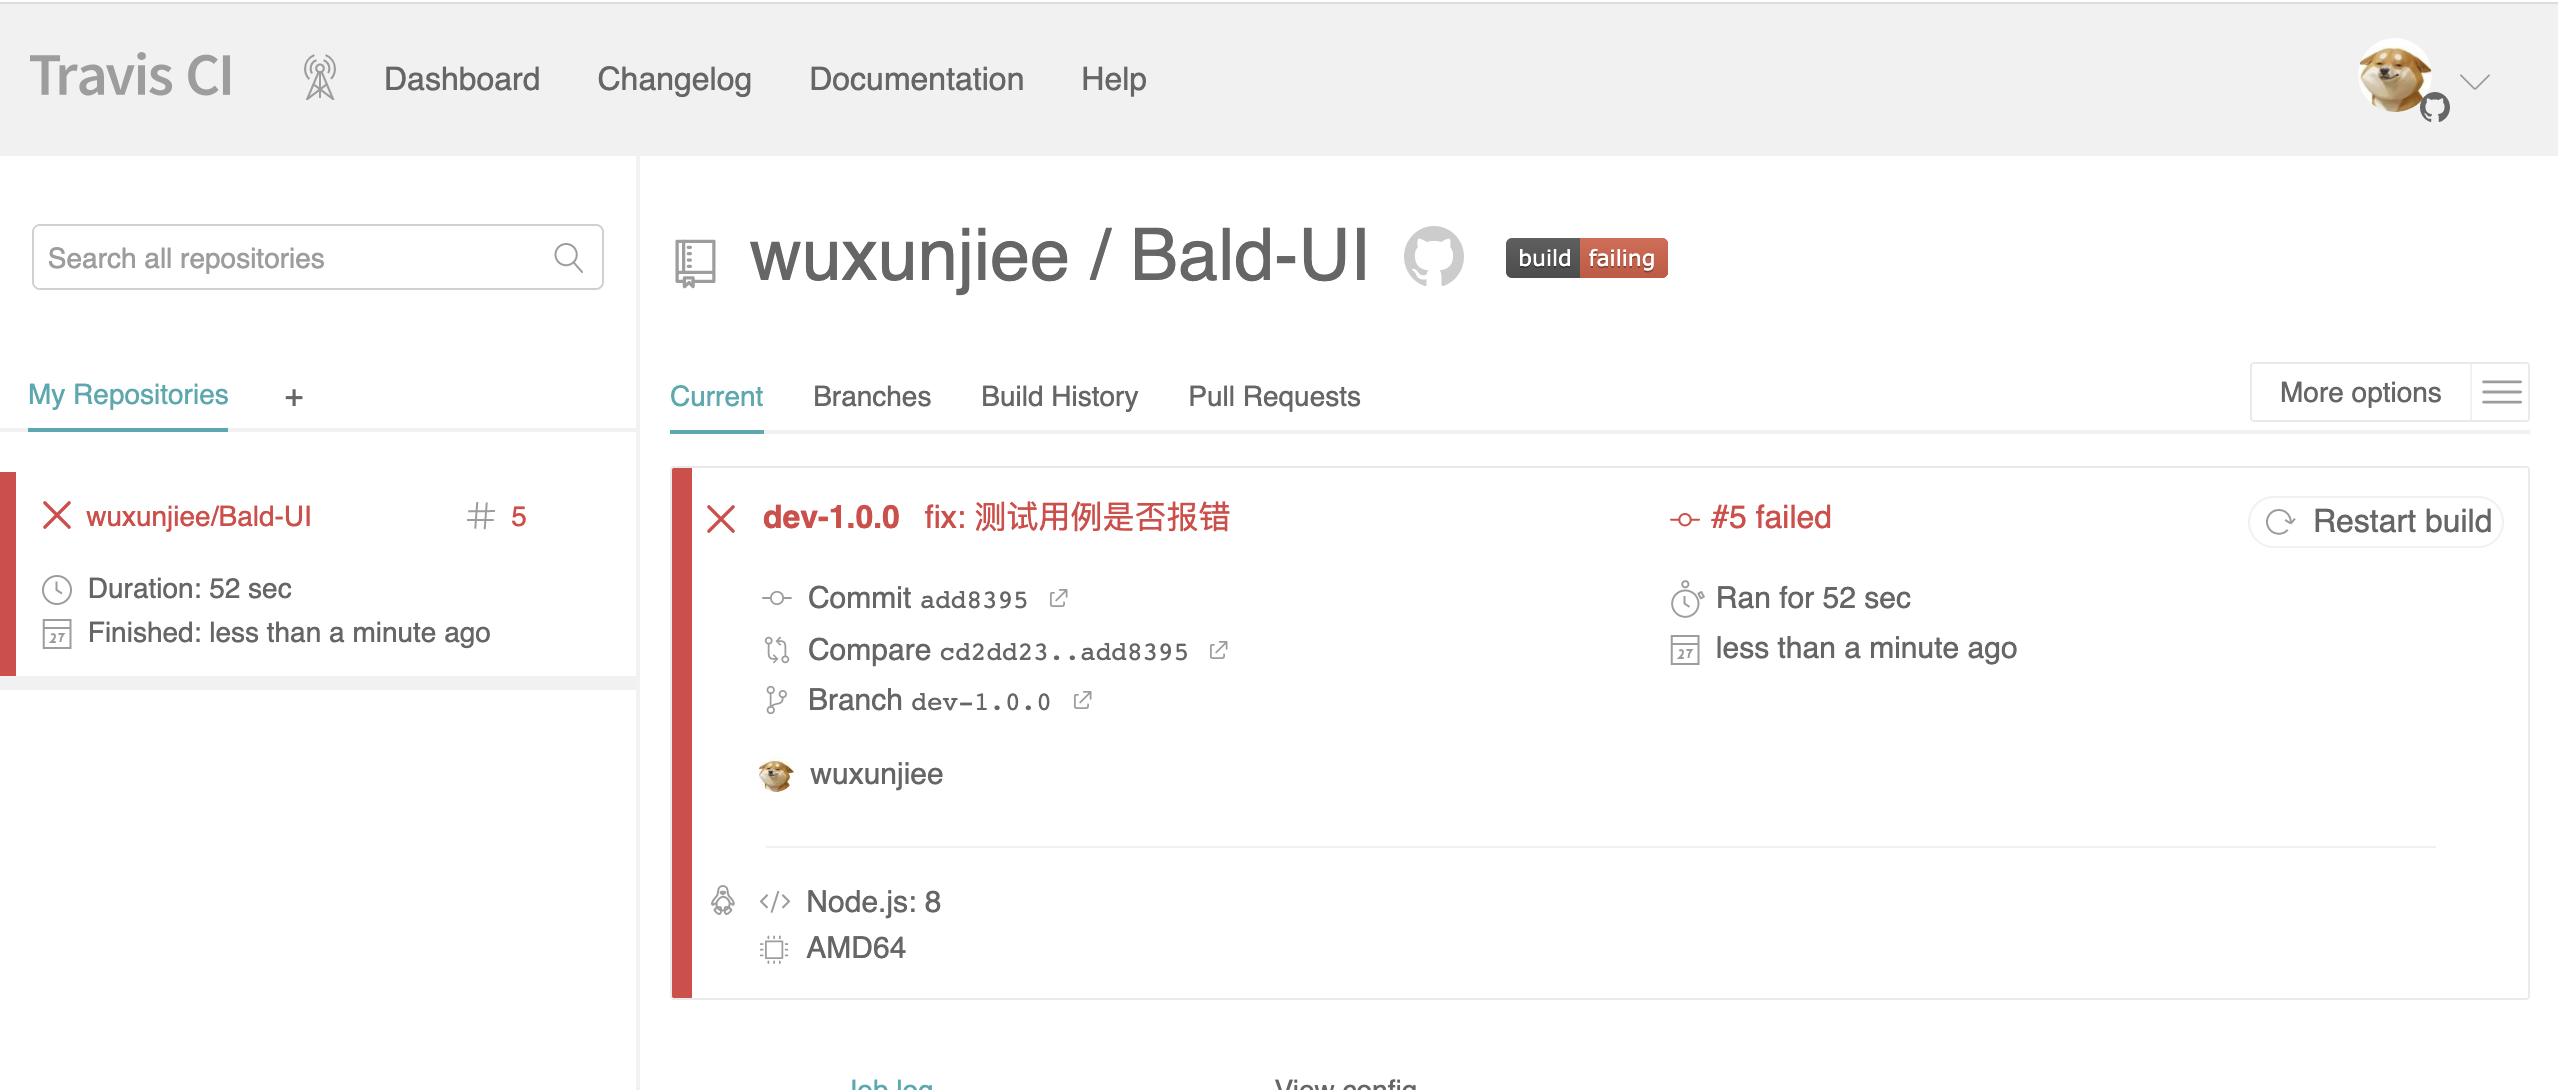 Travis CI Dashboard Changelog Documentation Help
Search all repositories
My Repositories +
wuxunjiee/Bald-UI # 5
Duration: 52 sec
27 Finished: less than a minute ago
wuxunjiee / Bald-UI build failing
Current Branches Build History Pull Requests More options
dev-1.0.0 fix: 测试用例是否报错 #5 failed Restart build
Commit add8395 Ran for 52 sec
Compare cd2dd23..add8395 27 less than a minute ago
Branch dev-1.0.0
wuxunjiee
</> Node.js: 8
AMD64
Job log View config